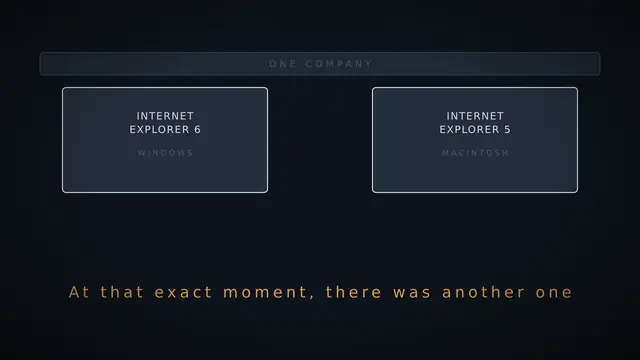 ONE COMPANY
INTERNET
EXPLORER 6
WINDOWS
INTERNET
EXPLORER 5
MACINTOSH
At that exact moment, there was another one